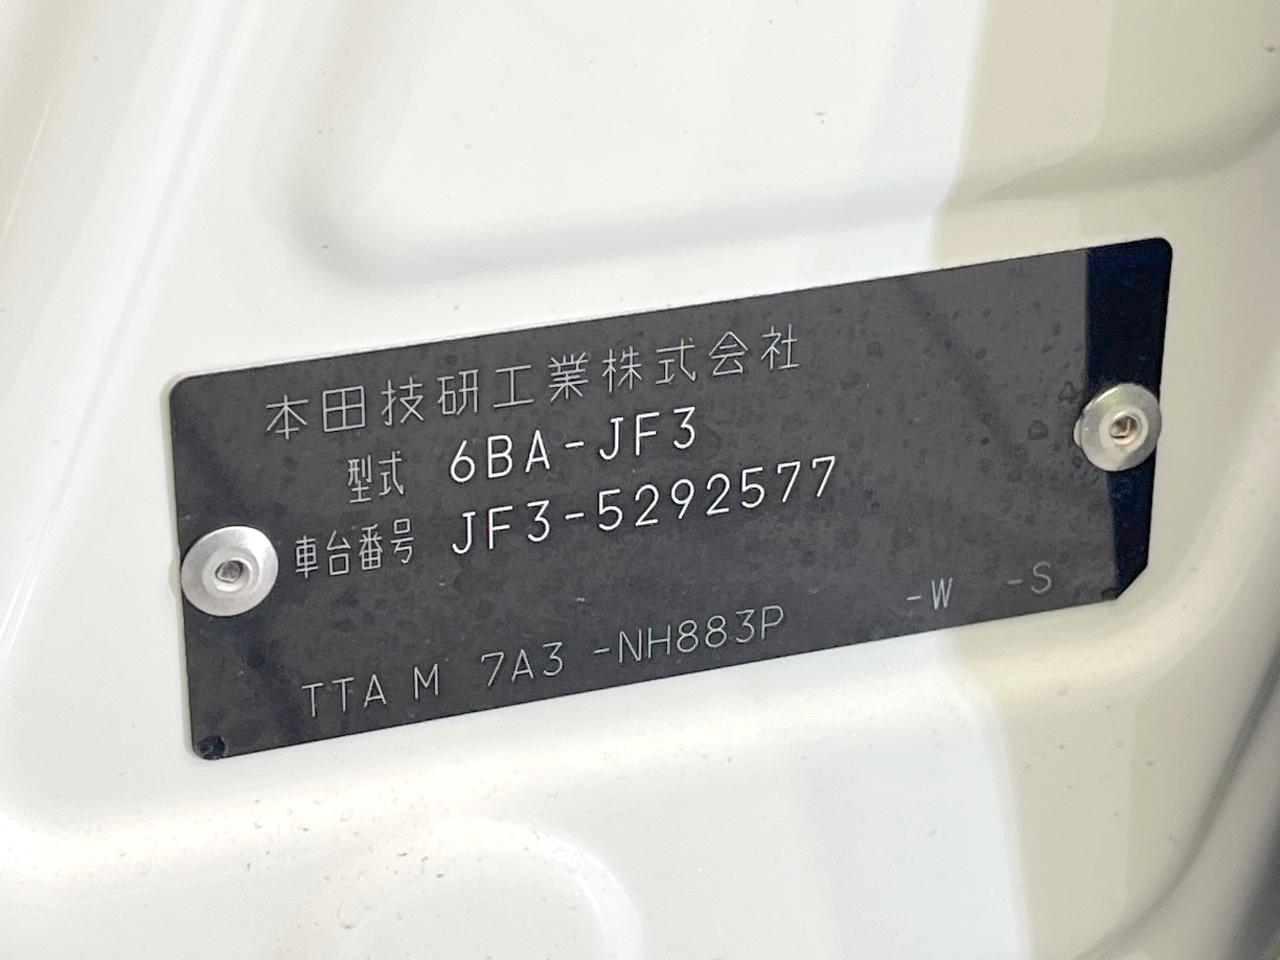 本田技研工業株式会社
型式 6BA-JF3
車台番号 JF3-5292577
TTA M 7A3 -NH883P -W -S